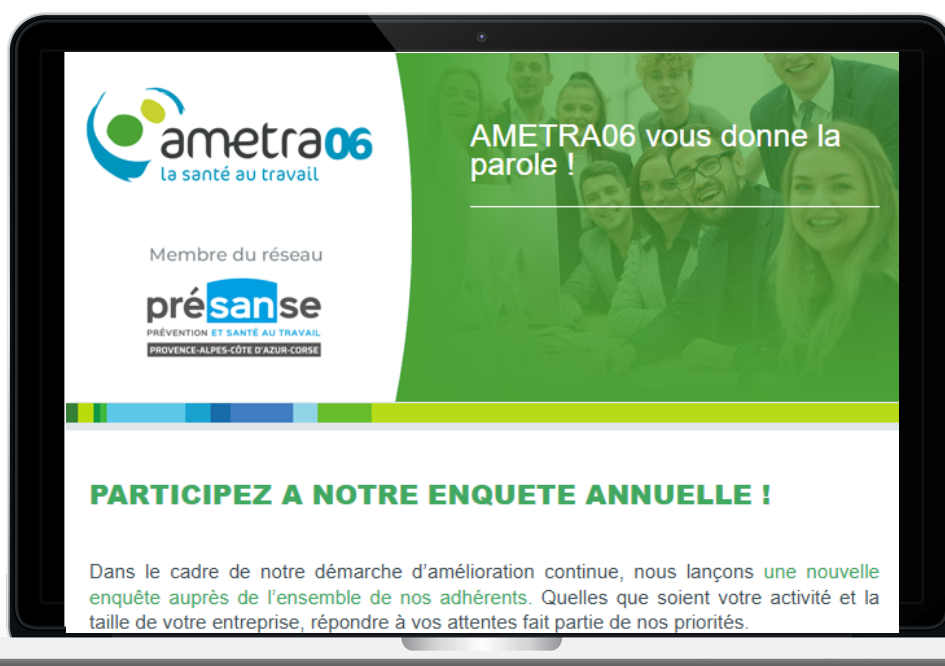 ametra06
la santé au travail
AMETRA06 vous donne la
parole !
Membre du réseau
présanse
PRÉVENTION ET SANTÉ AU TRAVAIL
PROVENCE-ALPES-CÔTE D'AZUR-CORSE
PARTICIPEZ A NOTRE ENQUETE ANNUELLE !
Dans le cadre de notre démarche d'amélioration continue, nous lançons une nouvelle
enquête auprès de l'ensemble de nos adhérents. Quelles que soient votre activité et la
taille de votre entreprise, répondre à vos attentes fait partie de nos priorités.